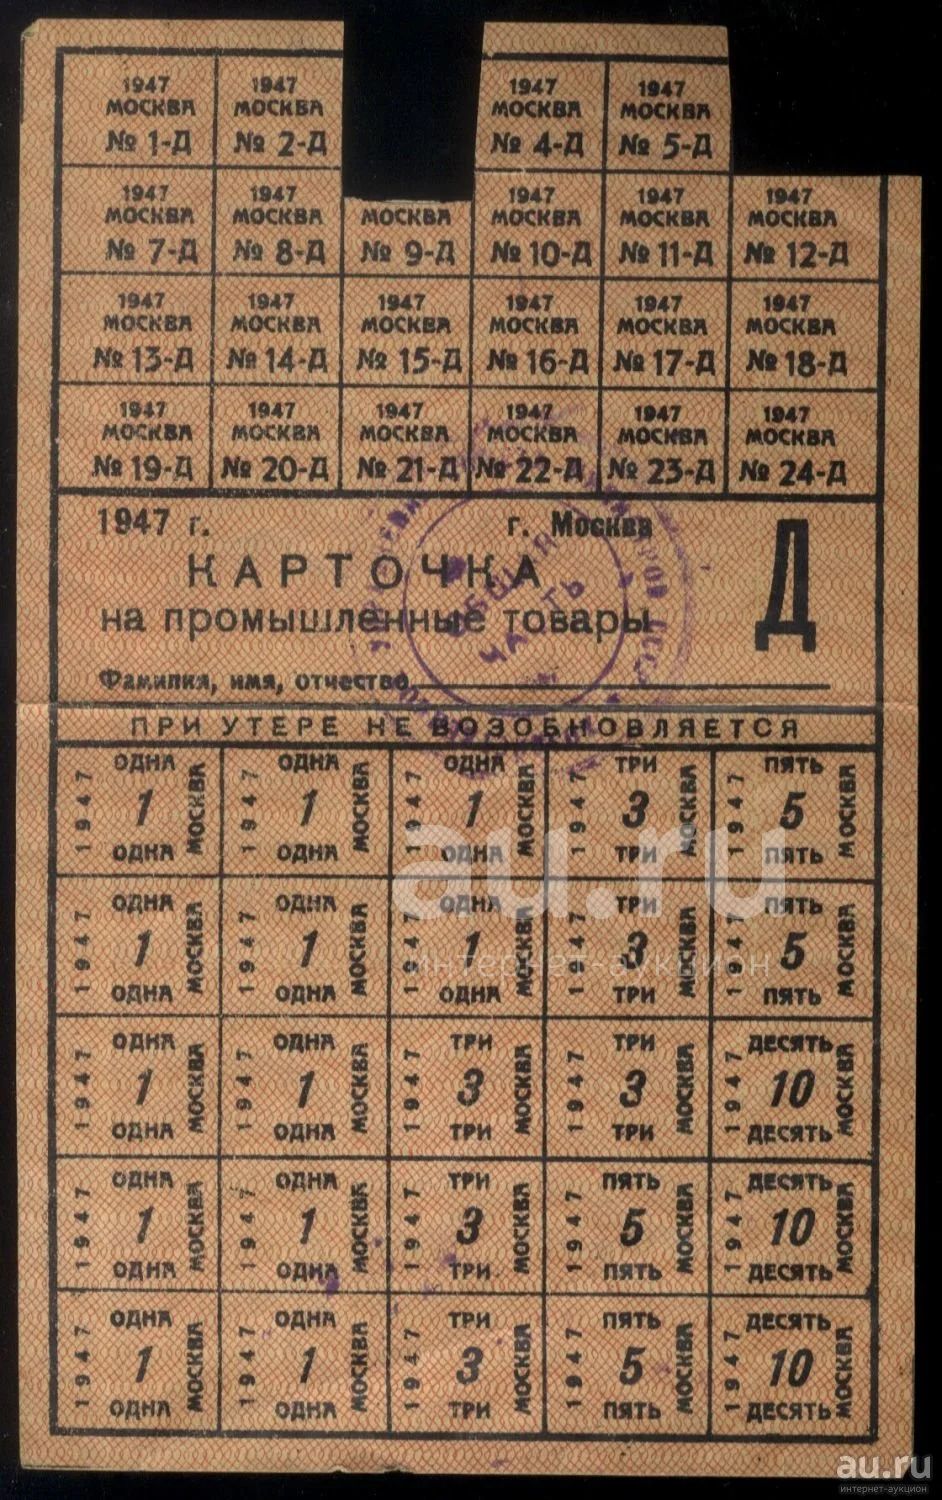 1947 1947 1947 1947
МОСКВА МОСКВА МОСКВА МОСКВА
№ 1-Д № 2-Д № 4-Д № 5-Д
1947 1947 1947 1947 1947
МОСКВА МОСКВА МОСКВА МОСКВА МОСКВА МОСКВА
№ 7-Д № 8-Д № 9-Д № 10-Д № 11-Д № 12-Д
1947 1947 1947 1947 1947 1947
МОСКВА МОСКВА МОСКВА МОСКВА МОСКВА МОСКВА
№ 13-Д № 14-Д № 15-Д № 16-Д № 17-Д № 18-Д
1947 1947 1947 1947 1947 1947
МОСКВА МОСКВА МОСКВА МОСКВА МОСКВА МОСКВА
№ 19-Д № 20-Д № 21-Д № 22-Д № 23-Д № 24-Д
1947 г. г. Москва
КАРТОЧКА
на промышленные товары
Д
Фамилия, имя, отчество
ОБЩАЯ
ЧАСТЬ
ПРИ УТЕРЕ НЕ ВОЗОБНОВЛЯЕТСЯ
ОДНА ОДНА ОДНА ТРИ ПЯТЬ
1947 1 МОСКВА 1947 1 МОСКВА 1947 1 МОСКВА 1947 3 МОСКВА 1947 5 МОСКВА
ОДНА ОДНА ОДНА ТРИ ПЯТЬ
ОДНА ОДНА ОДНА ТРИ ПЯТЬ
1947 1 МОСКВА 1947 1 МОСКВА 1947 1 МОСКВА 1947 3 МОСКВА 1947 5 МОСКВА
ОДНА ОДНА ОДНА ТРИ ПЯТЬ
ОДНА ОДНА ТРИ ТРИ ДЕСЯТЬ
1947 1 МОСКВА 1947 1 МОСКВА 1947 3 МОСКВА 1947 3 МОСКВА 1947 10 МОСКВА
ОДНА ОДНА ТРИ ТРИ ДЕСЯТЬ
ОДНА ОДНА ТРИ ПЯТЬ ДЕСЯТЬ
1947 1 МОСКВА 1947 1 МОСКВА 1947 3 МОСКВА 1947 5 МОСКВА 1947 10 МОСКВА
ОДНА ОДНА ТРИ ПЯТЬ ДЕСЯТЬ
ОДНА ОДНА ТРИ ПЯТЬ ДЕСЯТЬ
1947 1 МОСКВА 1947 1 МОСКВА 1947 3 МОСКВА 1947 5 МОСКВА 1947 10 МОСКВА
ОДНА ОДНА ТРИ ПЯТЬ ДЕСЯТЬ
au.ru
интернет-аукцион
au.ru
интернет-аукцион